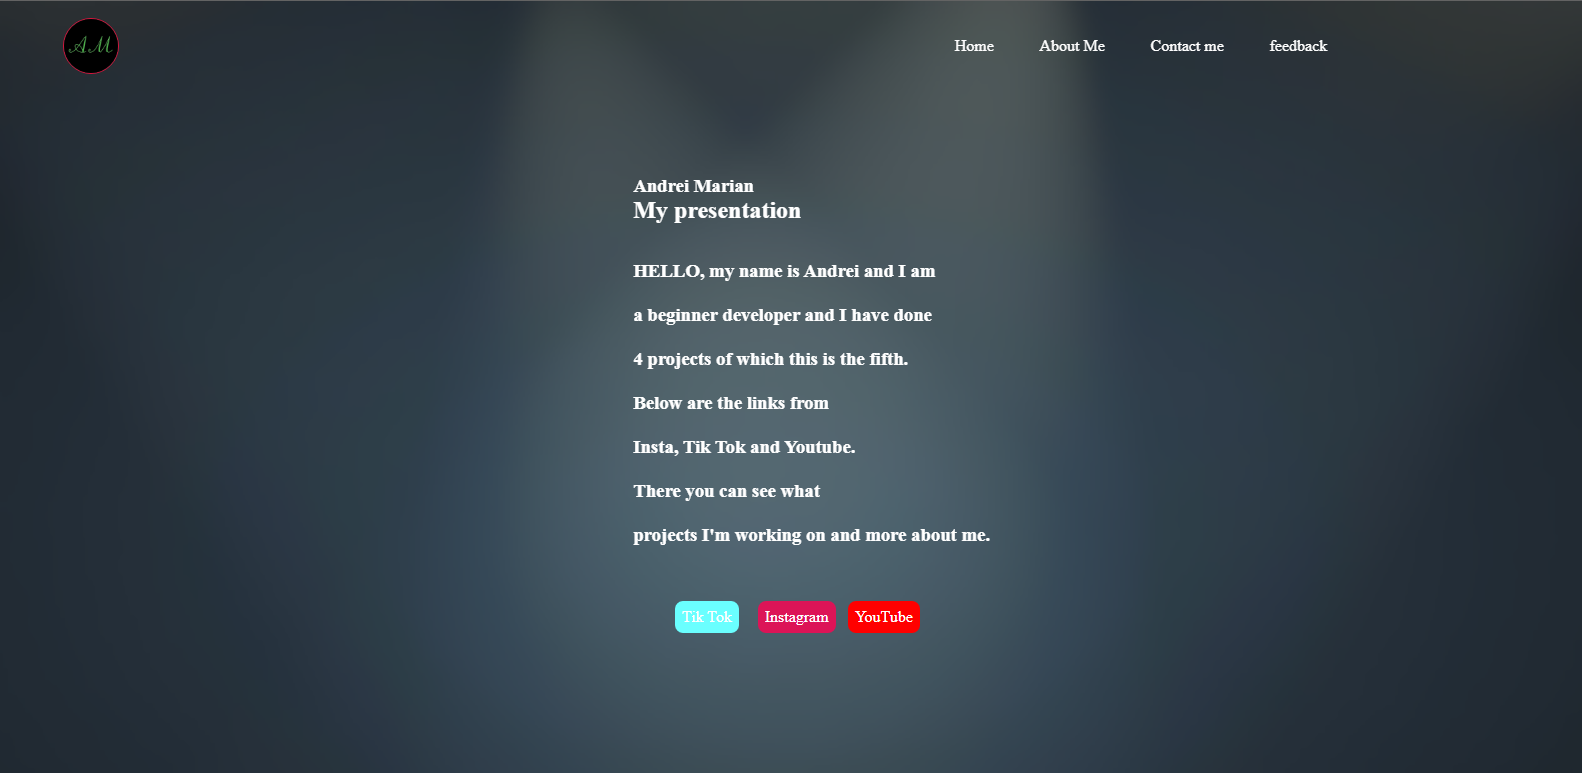 AM
Home About Me Contact me feedback
Andrei Marian
My presentation
HELLO, my name is Andrei and I am
a beginner developer and I have done
4 projects of which this is the fifth.
Below are the links from
Insta, Tik Tok and Youtube.
There you can see what
projects I'm working on and more about me.
Tik Tok Instagram YouTube